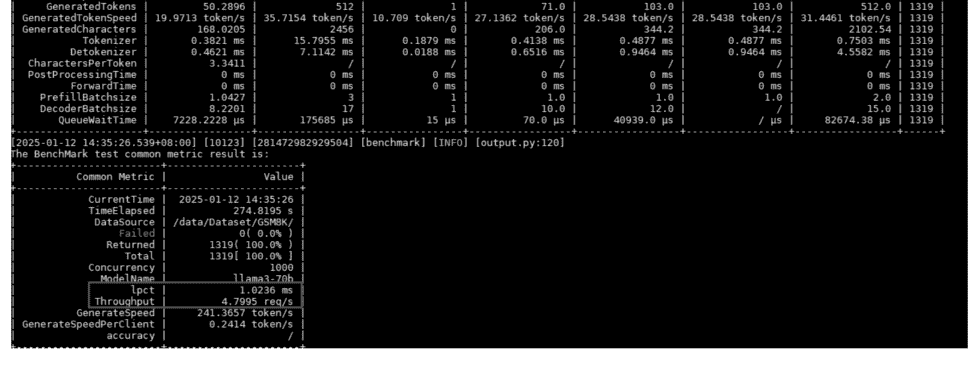 GeneratedTokens | 50.2896 | 512 | 1 | 71.0 | 103.0 | 103.0 | 512.0 | 1319 |
GeneratedTokenSpeed | 19.9713 token/s | 35.7154 token/s | 10.709 token/s | 27.1362 token/s | 28.5438 token/s | 28.5438 token/s | 31.4461 token/s | 1319 |
GeneratedCharacters | 168.0205 | 2456 | 0 | 206.0 | 344.2 | 344.2 | 2102.54 | 1319 |
Tokenizer | 0.3821 ms | 15.7955 ms | 0.1879 ms | 0.4138 ms | 0.4877 ms | 0.4877 ms | 0.7503 ms | 1319 |
Detokenizer | 0.4621 ms | 7.1142 ms | 0.0188 ms | 0.6516 ms | 0.9464 ms | 0.9464 ms | 4.5582 ms | 1319 |
CharactersPerToken | 3.3411 | / | / | / | / | / | / | 1319 |
PostProcessingTime | 0 ms | 0 ms | 0 ms | 0 ms | 0 ms | 0 ms | 0 ms | 1319 |
ForwardTime | 0 ms | 0 ms | 0 ms | 0 ms | 0 ms | 0 ms | 0 ms | 1319 |
PrefillBatchsize | 1.0427 | 3 | 1 | 1.0 | 1.0 | 1.0 | 2.0 | 1319 |
DecoderBatchsize | 8.2201 | 17 | 1 | 10.0 | 12.0 | / | 15.0 | 1319 |
QueueWaitTime | 7228.2228 µs | 175685 µs | 15 µs | 70.0 µs | 40939.0 µs | / µs | 82674.38 µs | 1319 |
[2025-01-12 14:35:26.539+08:00] [10123] [281472982929504] [benchmark] [INFO] [output.py:120]
The BenchMark test common metric result is:
Common Metric | Value |
CurrentTime | 2025-01-12 14:35:26 |
TimeElapsed | 274.8195 s |
DataSource | /data/Dataset/GSM8K/ |
Failed | 0( 0.0% ) |
Returned | 1319( 100.0% ) |
Total | 1319[ 100.0% ] |
Concurrency | 1000 |
ModelName | llama3-70b |
lpct | 1.0236 ms |
Throughput | 4.7995 req/s |
GenerateSpeed | 241.3657 token/s |
GenerateSpeedPerClient | 0.2414 token/s |
accuracy | / |